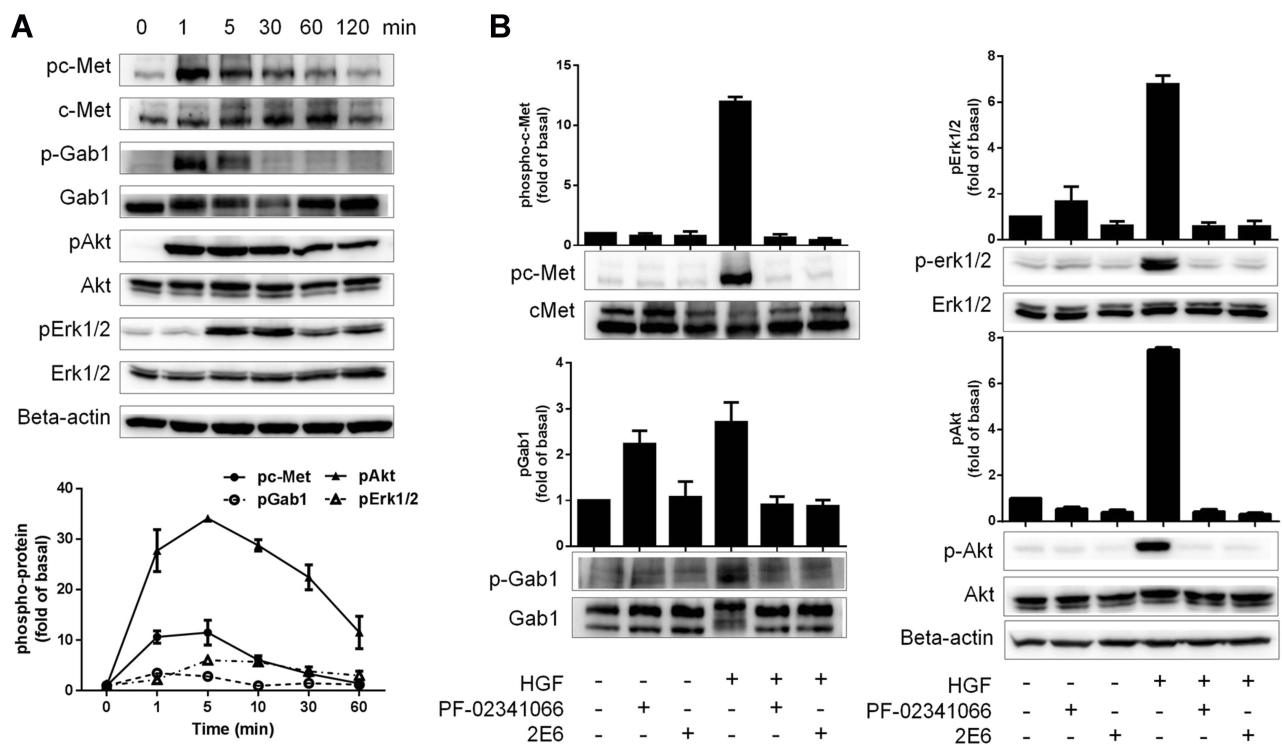 A
0 1 5 30 60 120 min
pc-Met
c-Met
p-Gab1
Gab1
pAkt
Akt
pErk1/2
Erk1/2
Beta-actin
pc-Met pAkt
pGab1 pErk1/2
phospho-protein
(fold of basal)
40
30
20
10
0
0 1 5 10 30 60
Time (min)
B
phospho-c-Met
(fold of basal)
15
10
5
0
pc-Met
cMet
pGab1
(fold of basal)
4
3
2
1
0
p-Gab1
Gab1
HGF - - - + + +
PF-02341066 - + - - + -
2E6 - - + - - +
pErk1/2
(fold of basal)
8
6
4
2
0
p-erk1/2
Erk1/2
pAkt
(fold of basal)
8
6
4
2
0
p-Akt
Akt
Beta-actin
HGF - - - + + +
PF-02341066 - + - - + -
2E6 - - + - - +